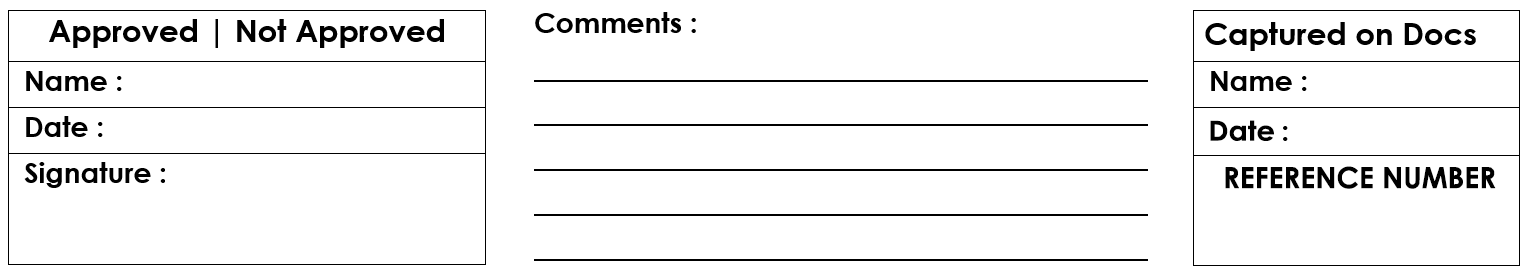 Approved | Not Approved
Name :
Date :
Signature :
Comments :
Captured on Docs
Name :
Date :
REFERENCE NUMBER